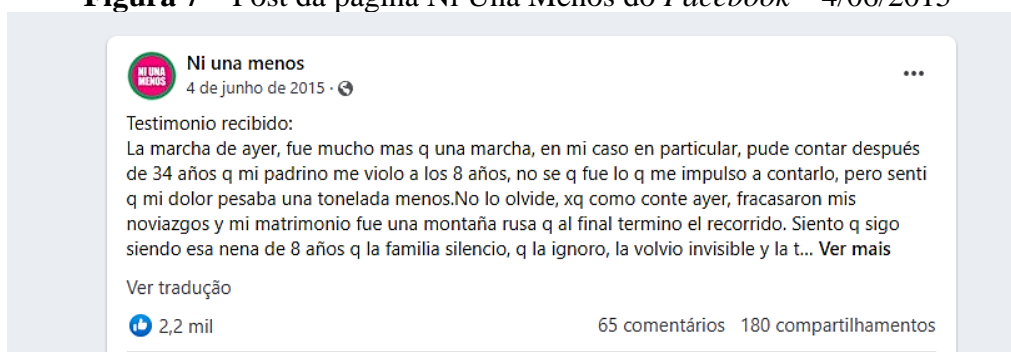 Figura 7 – Post da página Ni Una Menos do Facebook – 4/06/2015
NI UNA
MENOS
Ni una menos
4 de junho de 2015 ·
Testimonio recibido:
La marcha de ayer, fue mucho mas q una marcha, en mi caso en particular, pude contar después
de 34 años q mi padrino me violo a los 8 años, no se q fue lo q me impulso a contarlo, pero senti
q mi dolor pesaba una tonelada menos.No lo olvide, xq como conte ayer, fracasaron mis
noviazgos y mi matrimonio fue una montaña rusa q al final termino el recorrido. Siento q sigo
siendo esa nena de 8 años q la familia silencio, q la ignoro, la volvio invisible y la t... Ver mais
Ver tradução
2,2 mil
65 comentários 180 compartilhamentos